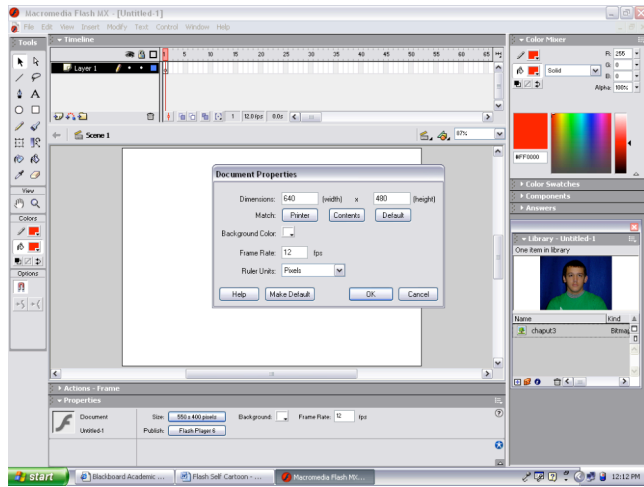 Macromedia Flash MX - [Untitled-1]
File Edit View Insert Modify Text Control Window Help
Tools
Timeline
1 5 10 15 20 25 30 35 40 45 50 55 60 65
Layer 1
1 12.0 fps 0.0s
Scene 1
87%
View
Colors
Options
Document Properties
Dimensions: 640 (width) x 480 (height)
Match: Printer Contents Default
Background Color:
Frame Rate: 12 fps
Ruler Units: Pixels
Help Make Default OK Cancel
Actions - Frame
Properties
Document
Untitled-1
Size: 550 x 400 pixels Background: Frame Rate: 12 fps
Publish: Flash Player 6
Color Mixer
R: 255
Solid G: 0
B: 0
Alpha: 100%
#FF0000
Color Swatches
Components
Answers
Library - Untitled-1
One item in library
Name Kind
chaput3 Bitmap
start Blackboard Academic ... Flash Self Cartoon - ... Macromedia Flash MX... 12:12 PM